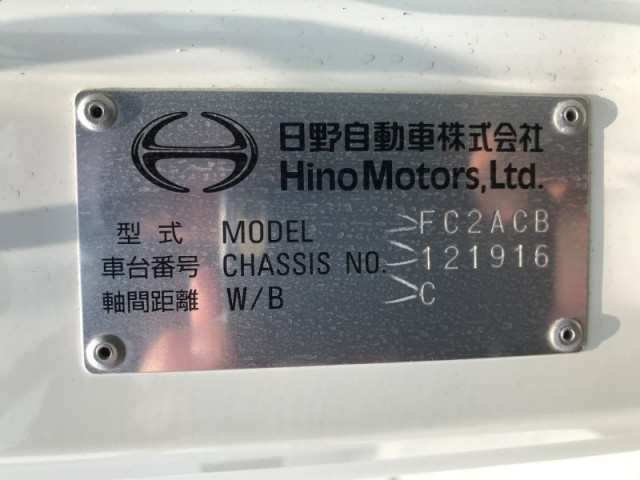 日野自動車株式会社
Hino Motors, Ltd.
型式 MODEL >FC2ACB
車台番号 CHASSIS NO. >121916
軸間距離 W/B >C